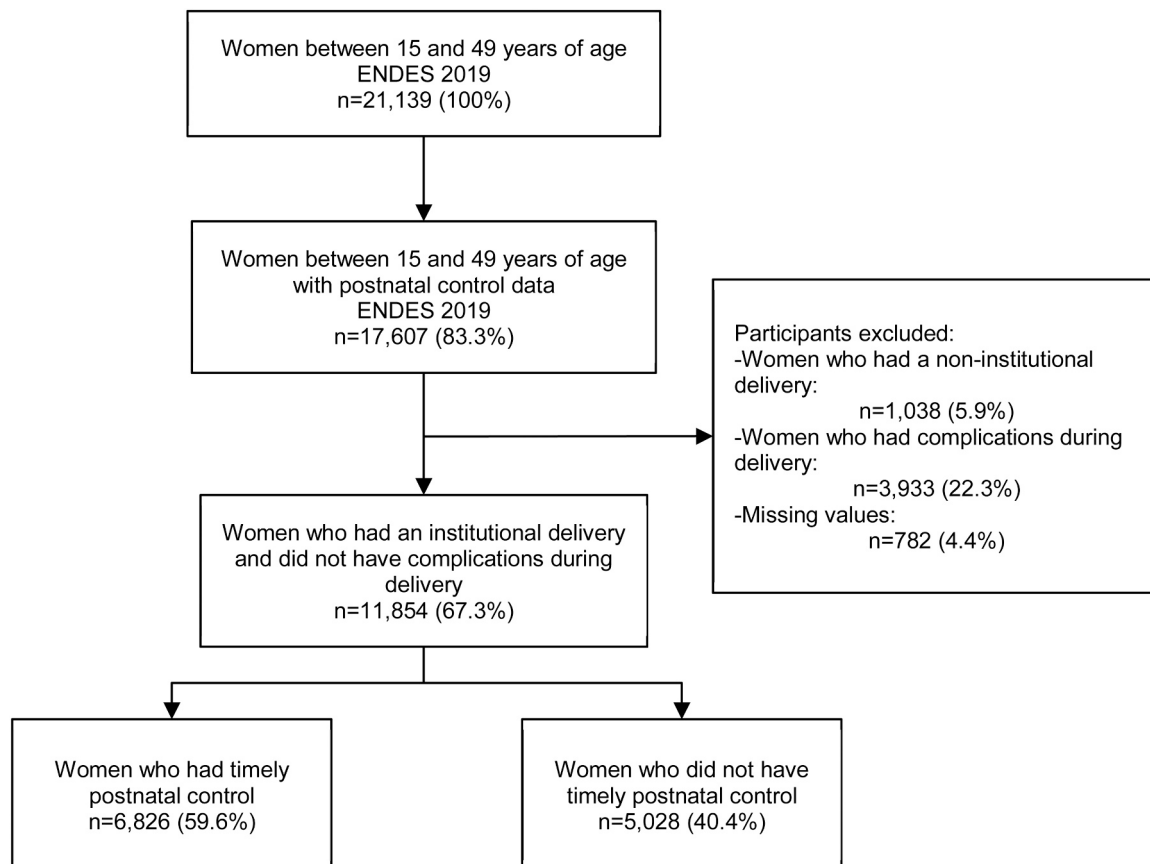 Women between 15 and 49 years of age
ENDES 2019
n=21,139 (100%)
Women between 15 and 49 years of age
with postnatal control data
ENDES 2019
n=17,607 (83.3%)
Participants excluded:
-Women who had a non-institutional
delivery:
n=1,038 (5.9%)
-Women who had complications during
delivery:
n=3,933 (22.3%)
-Missing values:
n=782 (4.4%)
Women who had an institutional delivery
and did not have complications during
delivery
n=11,854 (67.3%)
Women who had timely
postnatal control
n=6,826 (59.6%)
Women who did not have
timely postnatal control
n=5,028 (40.4%)